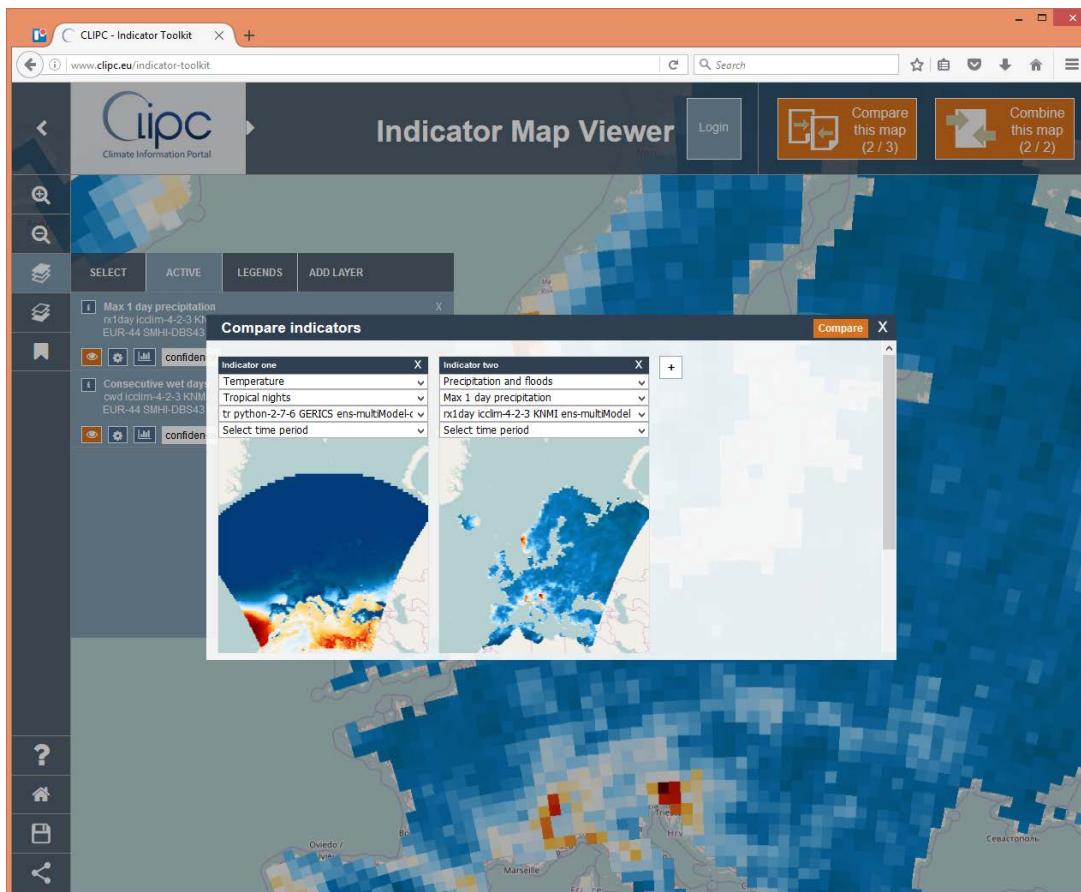 CLIPC - Indicator Toolkit
www.clipc.eu/indicator-toolkit
Search
Clipc
Climate Information Portal
Indicator Map Viewer
Login
Compare
this map
(2 / 3)
Combine
this map
(2 / 2)
SELECT ACTIVE LEGENDS ADD LAYER
Max 1 day precipitation X
rx1day icclim-4-2-3 KN
EUR-44 SMHI-DBS43
confidenc
Consecutive wet days
cwd icclim-4-2-3 KNM
EUR-44 SMHI-DBS43
confiden
Compare indicators Compare X
Indicator one X
Temperature
Tropical nights
tr python-2-7-6 GERICS ens-multiModel-c
Select time period
Indicator two X
Precipitation and floods
Max 1 day precipitation
rx1day icclim-4-2-3 KNMI ens-multiModel
Select time period
+
?
Oviedo /
Marseille
Trieste
Hrv
Севастополь